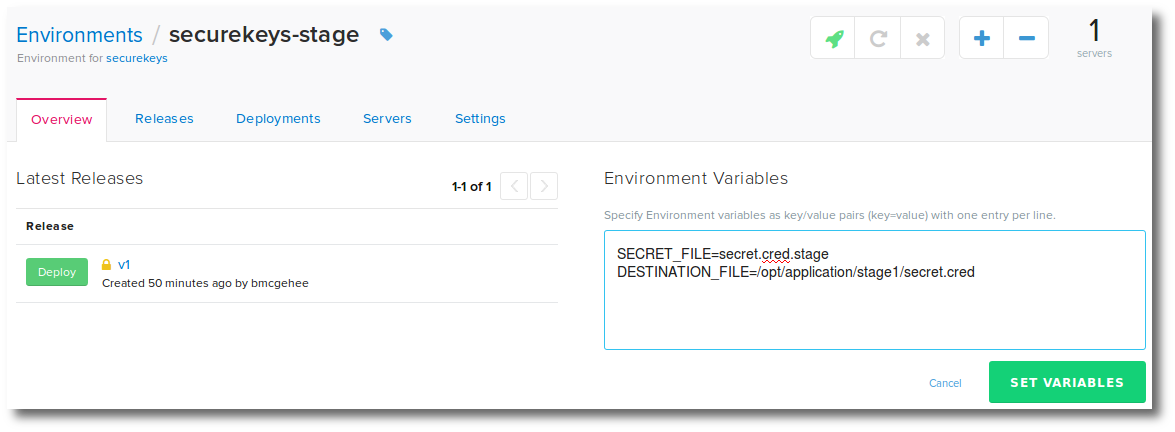 Environments / securekeys-stage
Environment for securekeys
1
servers
Overview
Releases
Deployments
Servers
Settings
Latest Releases
1-1 of 1
Release
Deploy
v1
Created 50 minutes ago by bmcgehee
Environment Variables
Specify Environment variables as key/value pairs (key=value) with one entry per line.
SECRET_FILE=secret.cred.stage
DESTINATION_FILE=/opt/application/stage1/secret.cred
Cancel
SET VARIABLES